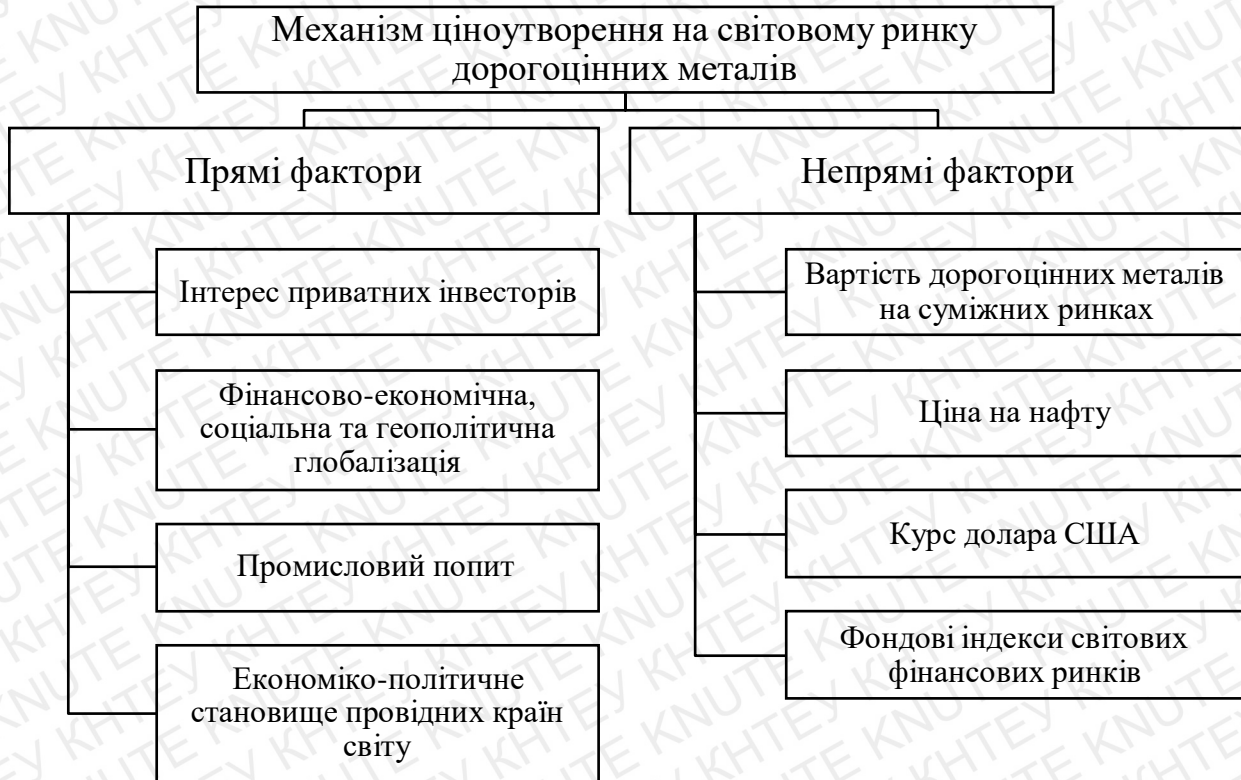 Механізм ціноутворення на світовому ринку
дорогоцінних металів
Прямі фактори
Інтерес приватних інвесторів
Фінансово-економічна,
соціальна та геополітична
глобалізація
Промисловий попит
Економіко-політичне
становище провідних країн
світу
Непрямі фактори
Вартість дорогоцінних металів
на суміжних ринках
Ціна на нафту
Курс долара США
Фондові індекси світових
фінансових ринків